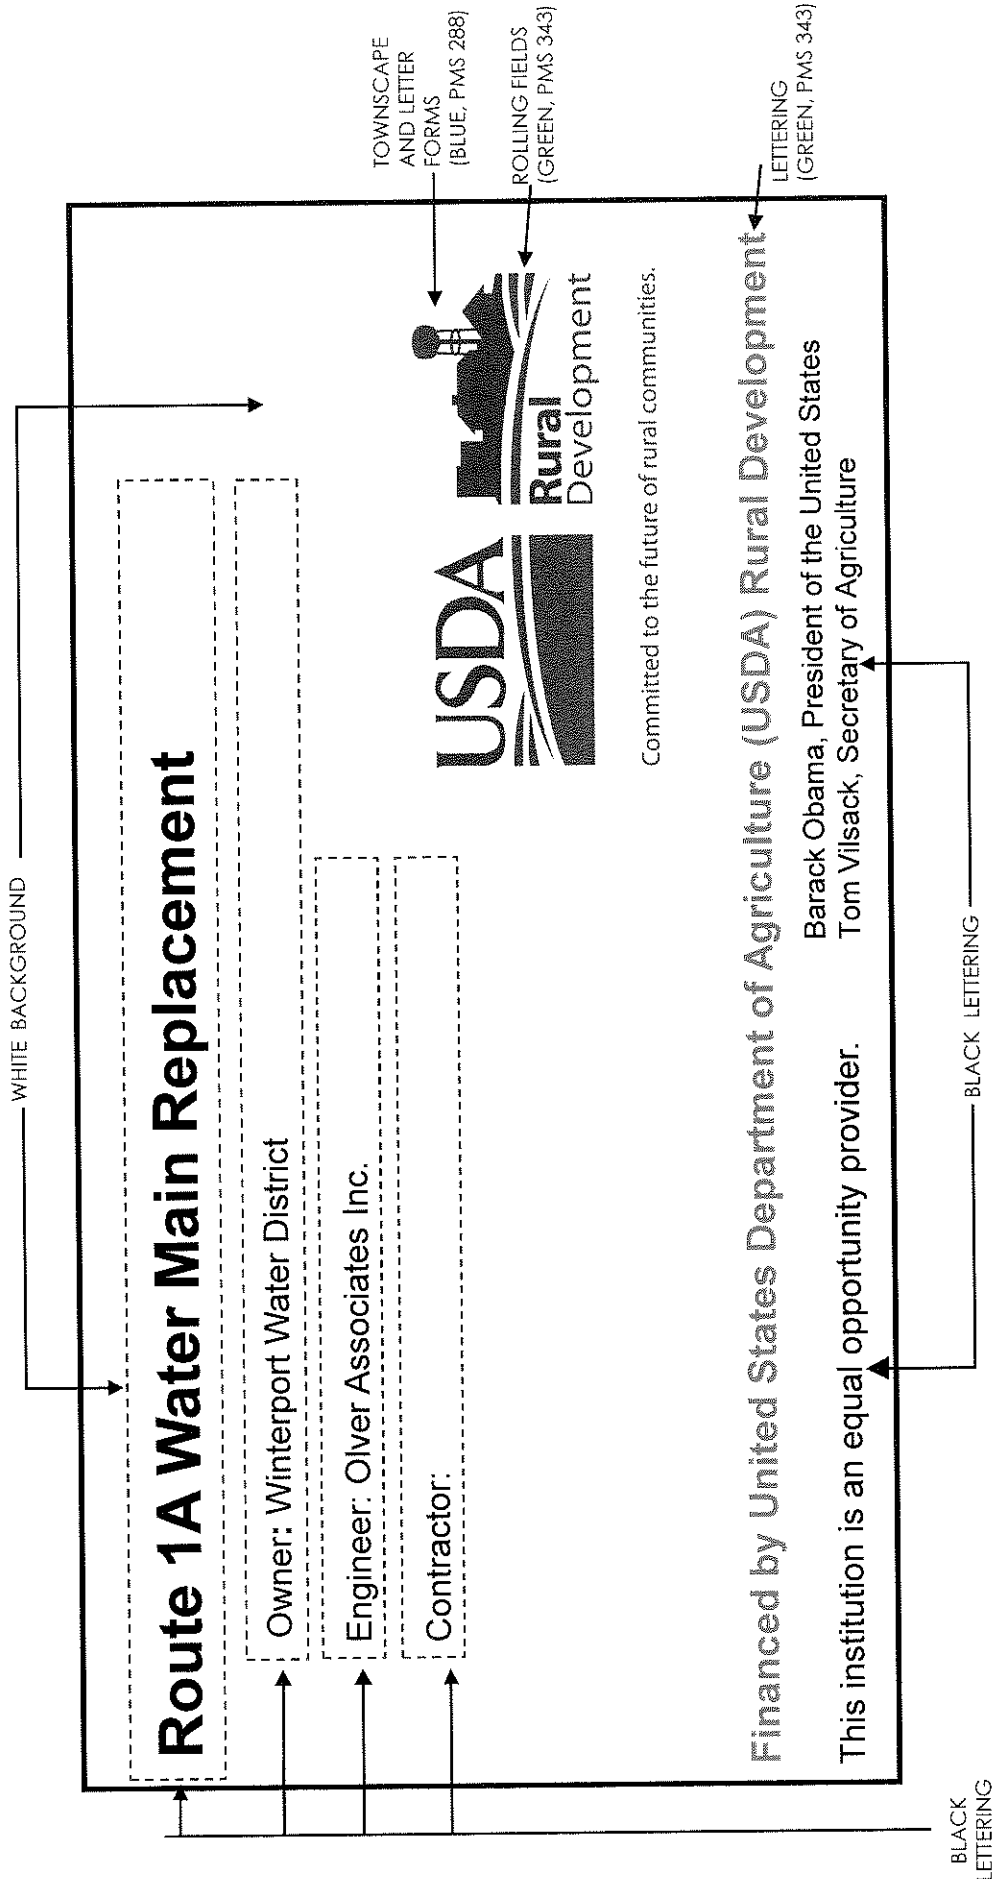 WHITE BACKGROUND
Route 1A Water Main Replacement
Owner: Winterport Water District
Engineer: Olver Associates Inc.
Contractor:
TOWNSCAPE
AND LETTER
FORMS
(BLUE, PMS 288)
USDA
Rural
Development
ROLLING FIELDS
(GREEN, PMS 343)
Committed to the future of rural communities.
Financed by United States Department of Agriculture (USDA) Rural Development
LETTERING
(GREEN, PMS 343)
Barack Obama, President of the United States
Tom Vilsack, Secretary of Agriculture
This institution is an equal opportunity provider.
BLACK LETTERING
BLACK
LETTERING